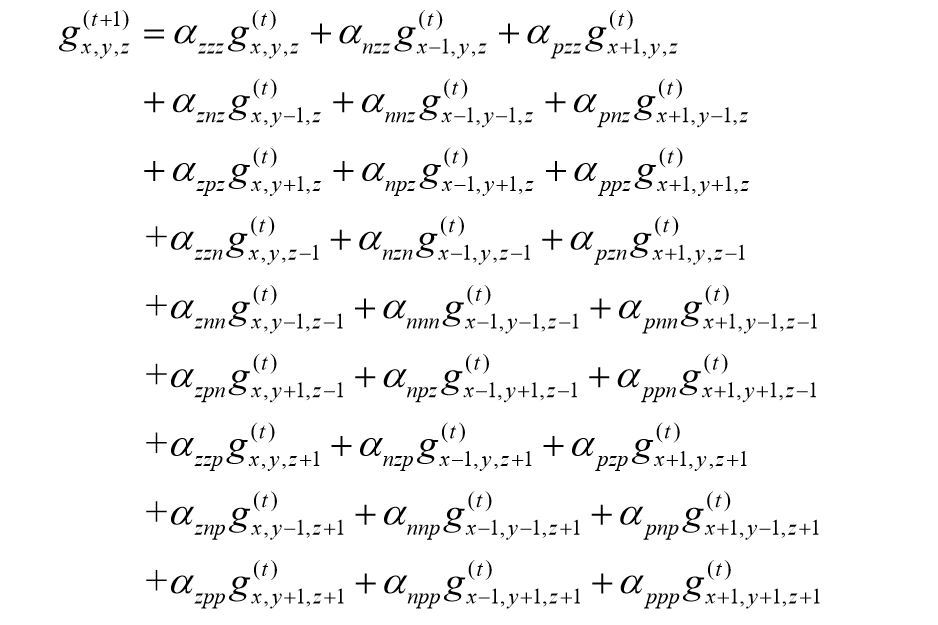 g_{x,y,z}^{(t+1)} = α_{zzz} g_{x,y,z}^{(t)} + α_{nzz} g_{x−1,y,z}^{(t)} + α_{pzz} g_{x+1,y,z}^{(t)}
+ α_{znz} g_{x,y−1,z}^{(t)} + α_{nnz} g_{x−1,y−1,z}^{(t)} + α_{pnz} g_{x+1,y−1,z}^{(t)}
+ α_{zpz} g_{x,y+1,z}^{(t)} + α_{npz} g_{x−1,y+1,z}^{(t)} + α_{ppz} g_{x+1,y+1,z}^{(t)}
+α_{zzn} g_{x,y,z−1}^{(t)} + α_{nzn} g_{x−1,y,z−1}^{(t)} + α_{pzn} g_{x+1,y,z−1}^{(t)}
+α_{znn} g_{x,y−1,z−1}^{(t)} + α_{nnn} g_{x−1,y−1,z−1}^{(t)} + α_{pnn} g_{x+1,y−1,z−1}^{(t)}
+α_{zpn} g_{x,y+1,z−1}^{(t)} + α_{npz} g_{x−1,y+1,z−1}^{(t)} + α_{ppn} g_{x+1,y+1,z−1}^{(t)}
+α_{zzp} g_{x,y,z+1}^{(t)} + α_{nzp} g_{x−1,y,z+1}^{(t)} + α_{pzp} g_{x+1,y,z+1}^{(t)}
+α_{znp} g_{x,y−1,z+1}^{(t)} + α_{nnp} g_{x−1,y−1,z+1}^{(t)} + α_{pnp} g_{x+1,y−1,z+1}^{(t)}
+α_{zpp} g_{x,y+1,z+1}^{(t)} + α_{npp} g_{x−1,y+1,z+1}^{(t)} + α_{ppp} g_{x+1,y+1,z+1}^{(t)}